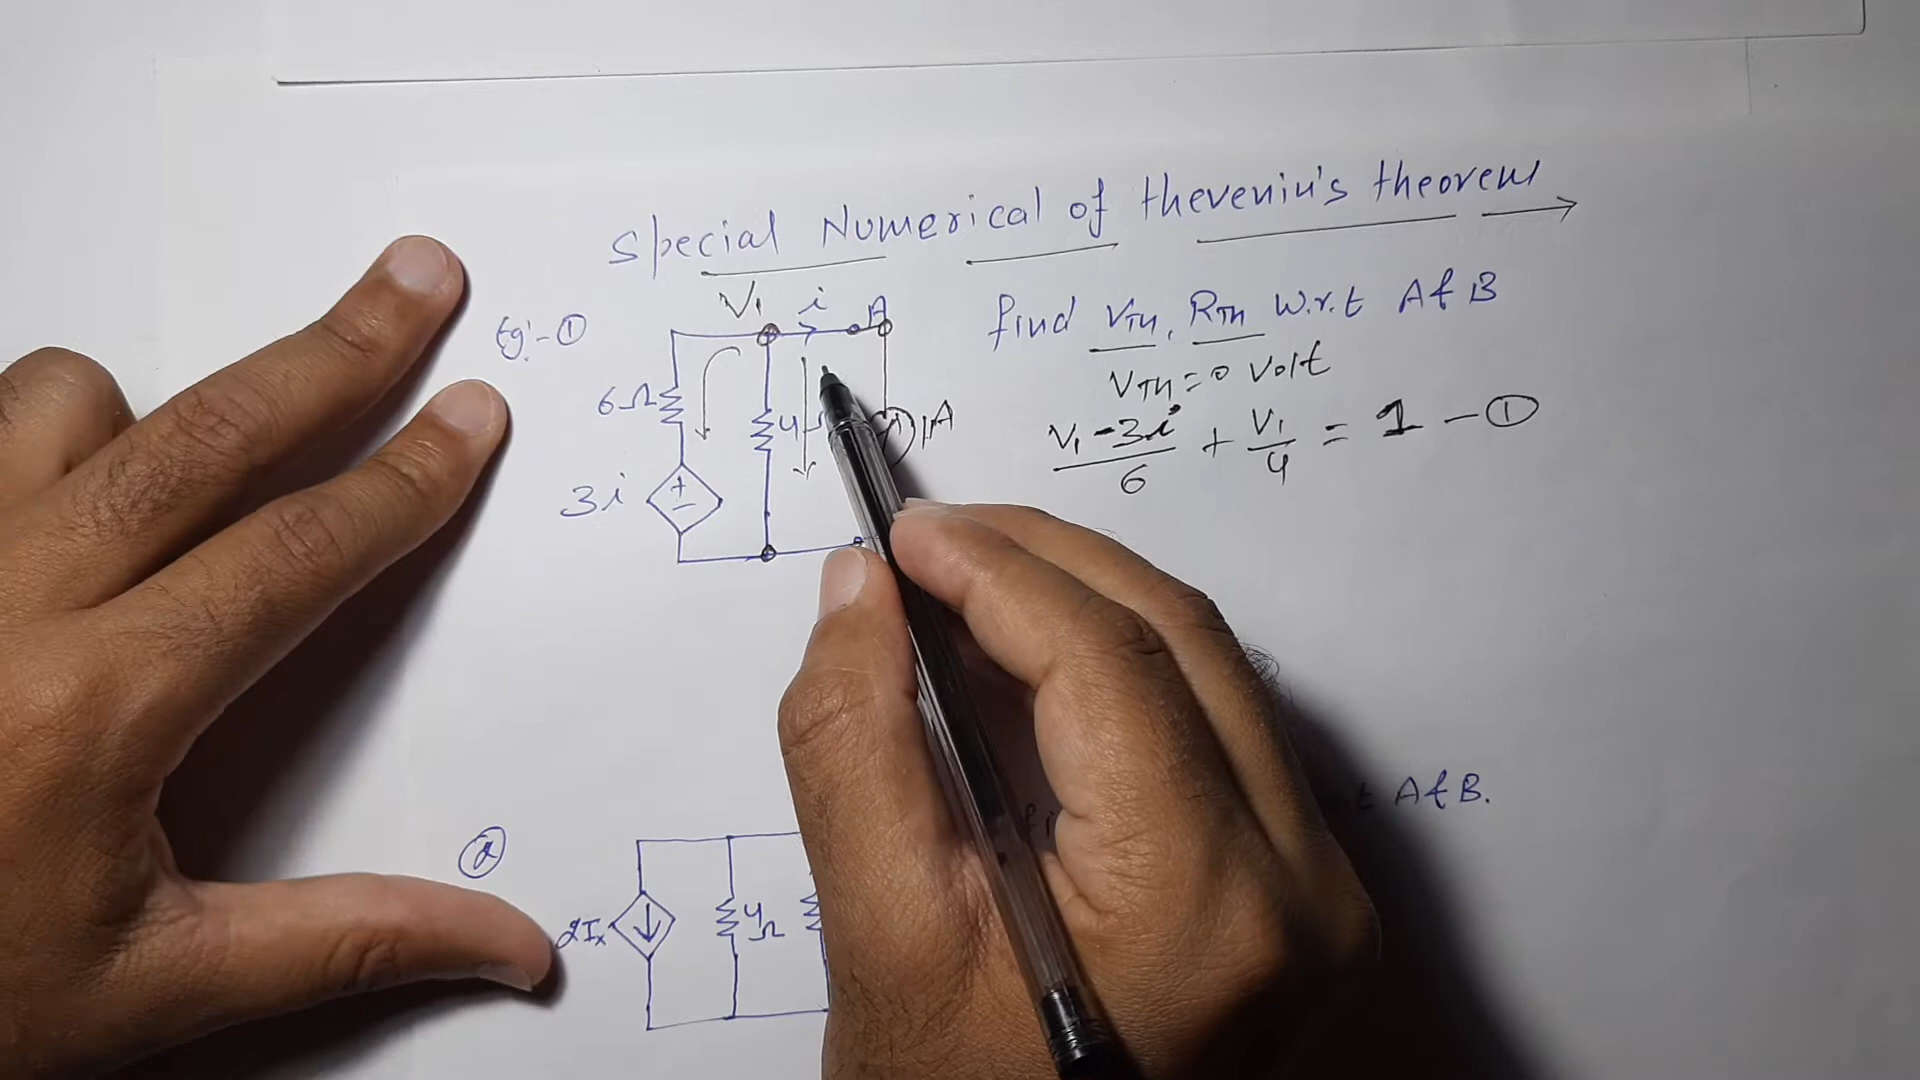 Special Numerical of thevenin's theorem
Eg:- ①
V₁ i A
find VTH, RTH W.r.t A & B
VTH = 0 Volt
(V₁ - 3i)/6 + V₁/4 = 1 - ①
6Ω
4
1A
3i
+
-
②
A & B.
2Ix
4Ω